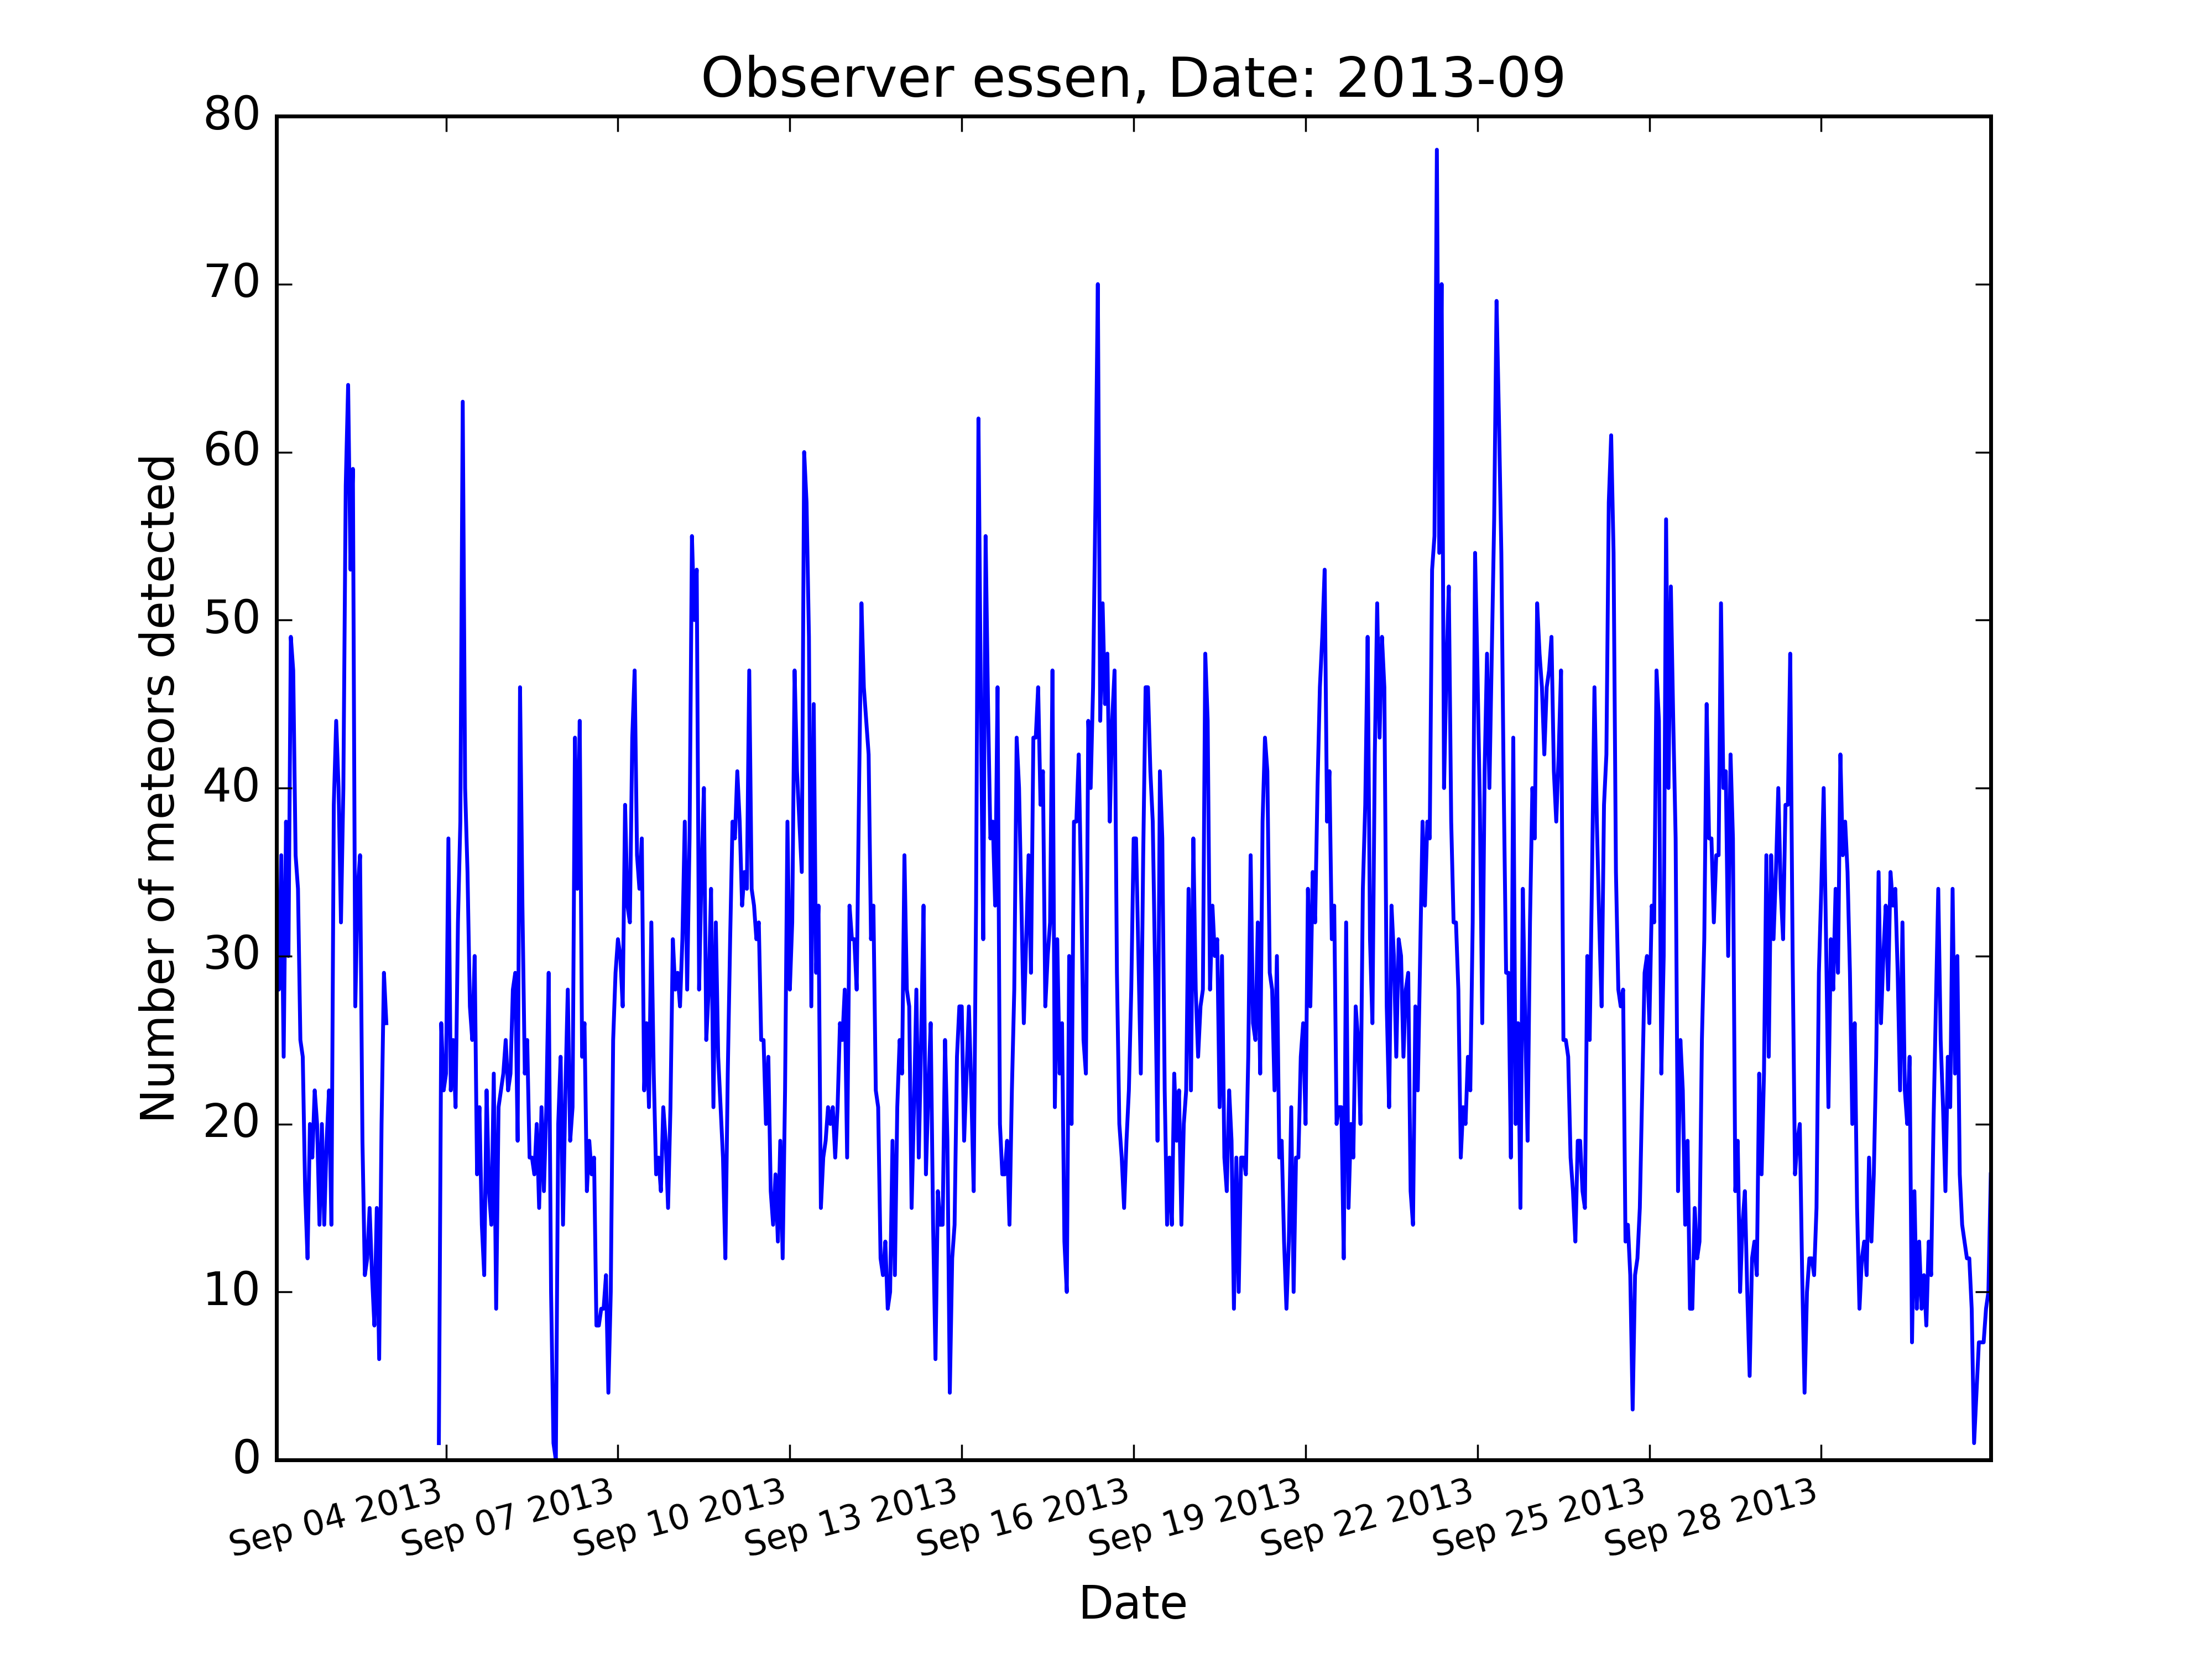 Observer essen, Date: 2013-09
80
70
60
50
40
30
20
10
0
Number of meteors detected
Sep 04 2013
Sep 07 2013
Sep 10 2013
Sep 13 2013
Sep 16 2013
Sep 19 2013
Sep 22 2013
Sep 25 2013
Sep 28 2013
Date